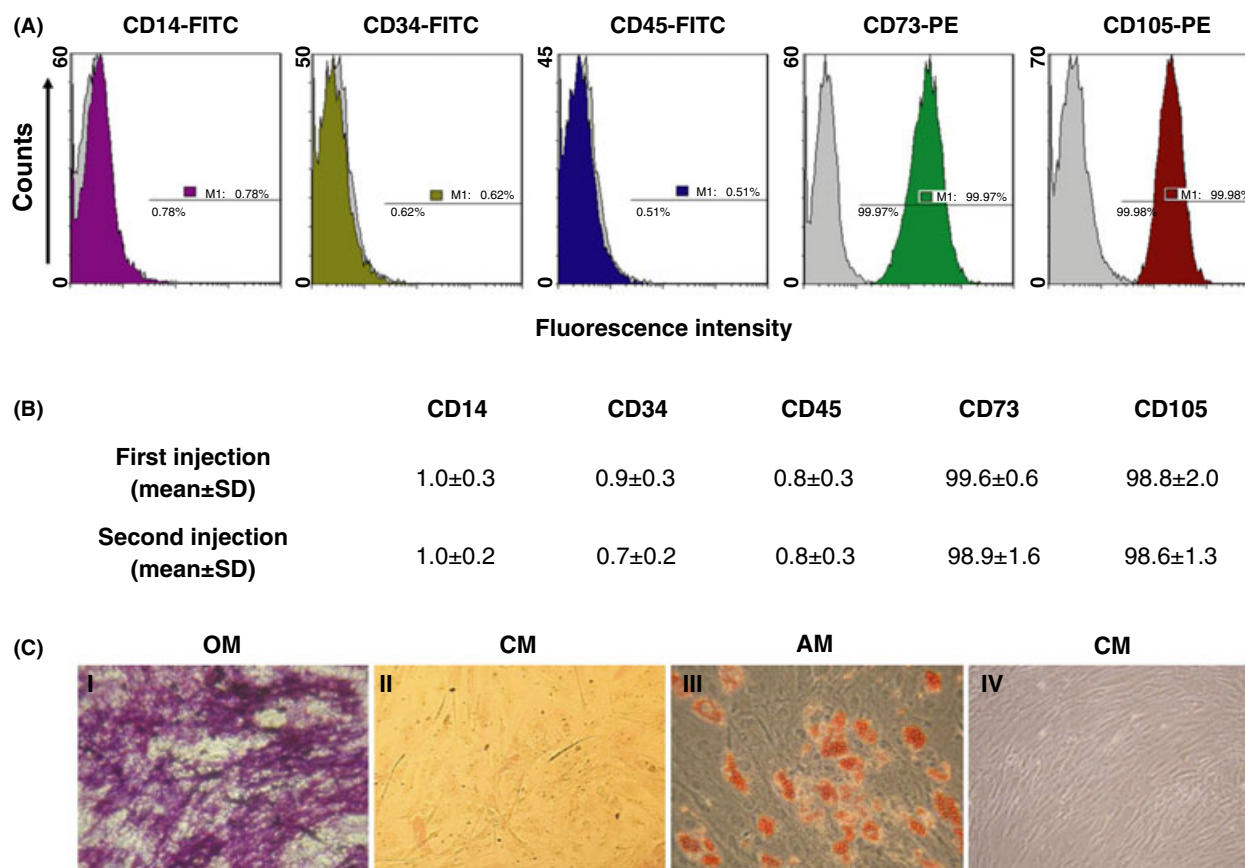 (A) CD14-FITC CD34-FITC CD45-FITC CD73-PE CD105-PE
60 50 45 60 70
Counts
M1: 0.78% M1: 0.62% M1: 0.51% M1: 99.97% M1: 99.98%
0.78% 0.62% 0.51% 99.97% 99.98%
0 0 0 0 0
Fluorescence intensity
(B) CD14 CD34 CD45 CD73 CD105
First injection
(mean±SD) 1.0±0.3 0.9±0.3 0.8±0.3 99.6±0.6 98.8±2.0
Second injection
(mean±SD) 1.0±0.2 0.7±0.2 0.8±0.3 98.9±1.6 98.6±1.3
(C) OM CM AM CM
I II III IV